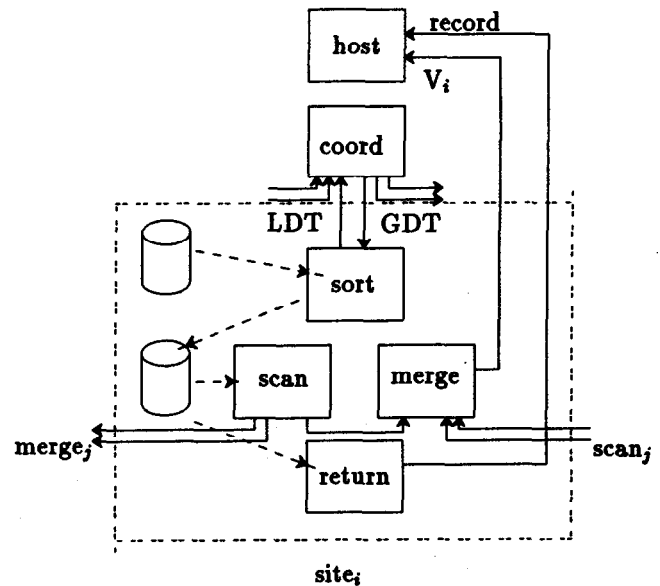 record
host
V_i
coord
LDT
GDT
sort
scan
merge
merge_j
scan_j
return
site_i